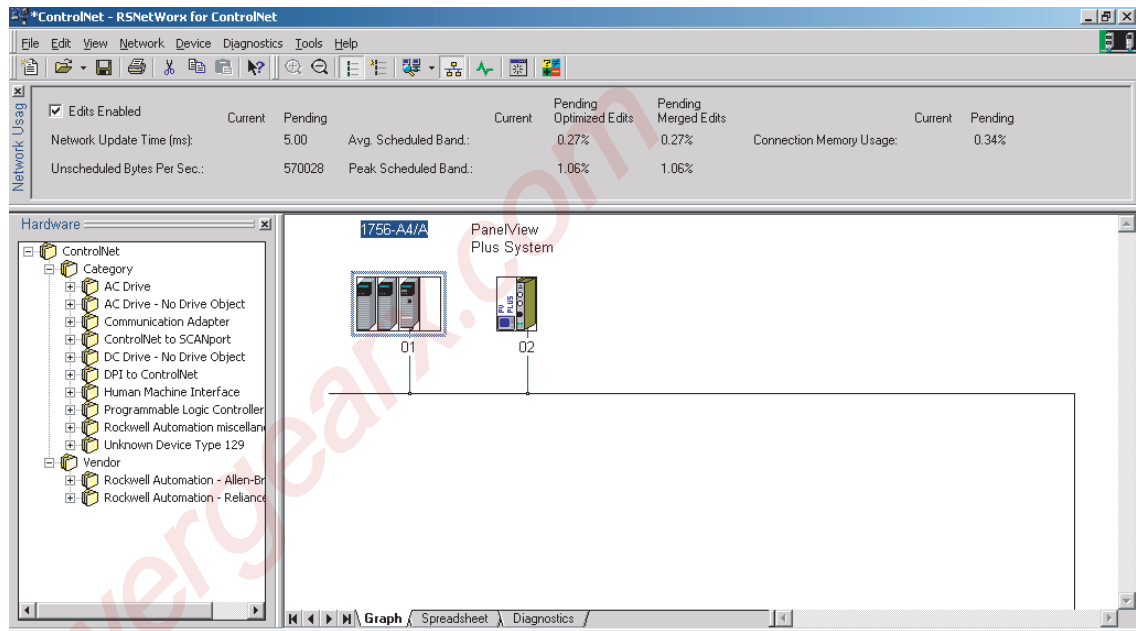 *ControlNet - RSNetWorx for ControlNet
File Edit View Network Device Diagnostics Tools Help
Network Usag
Edits Enabled
Current Pending Current Pending Optimized Edits Pending Merged Edits Current Pending
Network Update Time (ms): 5.00 Avg. Scheduled Band.: 0.27% 0.27% Connection Memory Usage: 0.34%
Unscheduled Bytes Per Sec.: 570028 Peak Scheduled Band.: 1.06% 1.06%
Hardware
ControlNet
Category
AC Drive
AC Drive - No Drive Object
Communication Adapter
ControlNet to SCANport
DC Drive - No Drive Object
DPI to ControlNet
Human Machine Interface
Programmable Logic Controller
Rockwell Automation miscellan
Unknown Device Type 129
Vendor
Rockwell Automation - Allen-Br
Rockwell Automation - Reliance
1756-A4/A
PanelView
Plus System
PV PLUS
01
02
Graph Spreadsheet Diagnostics
vergearx.com